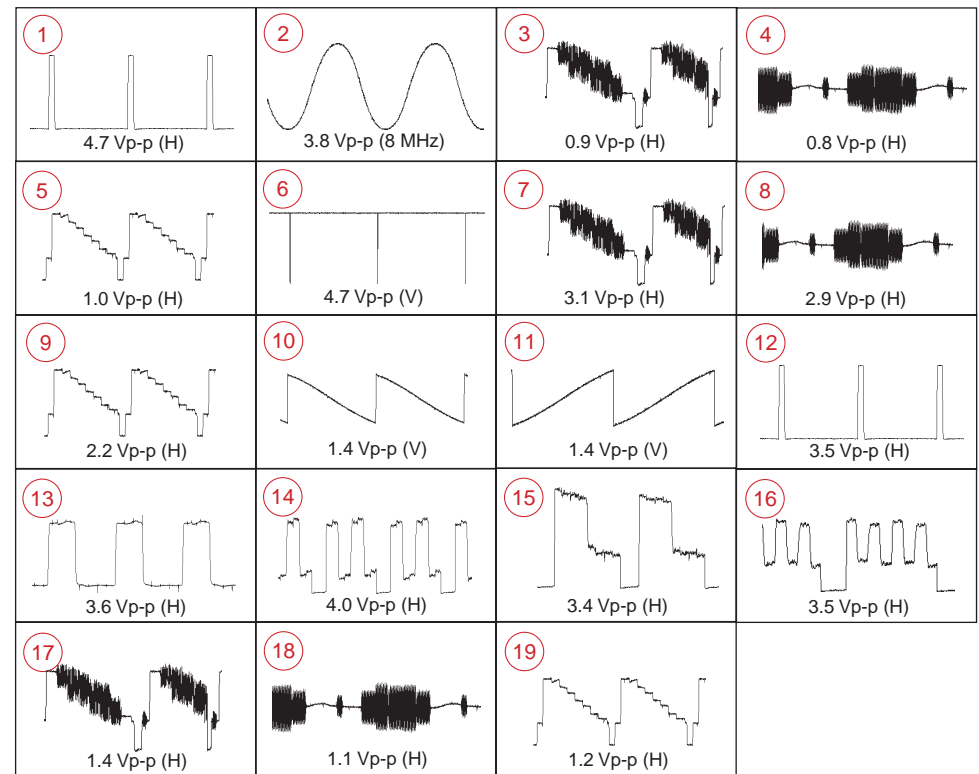 1
4.7 Vp-p (H)
2
3.8 Vp-p (8 MHz)
3
0.9 Vp-p (H)
4
0.8 Vp-p (H)
5
1.0 Vp-p (H)
6
4.7 Vp-p (V)
7
3.1 Vp-p (H)
8
2.9 Vp-p (H)
9
2.2 Vp-p (H)
10
1.4 Vp-p (V)
11
1.4 Vp-p (V)
12
3.5 Vp-p (H)
13
3.6 Vp-p (H)
14
4.0 Vp-p (H)
15
3.4 Vp-p (H)
16
3.5 Vp-p (H)
17
1.4 Vp-p (H)
18
1.1 Vp-p (H)
19
1.2 Vp-p (H)